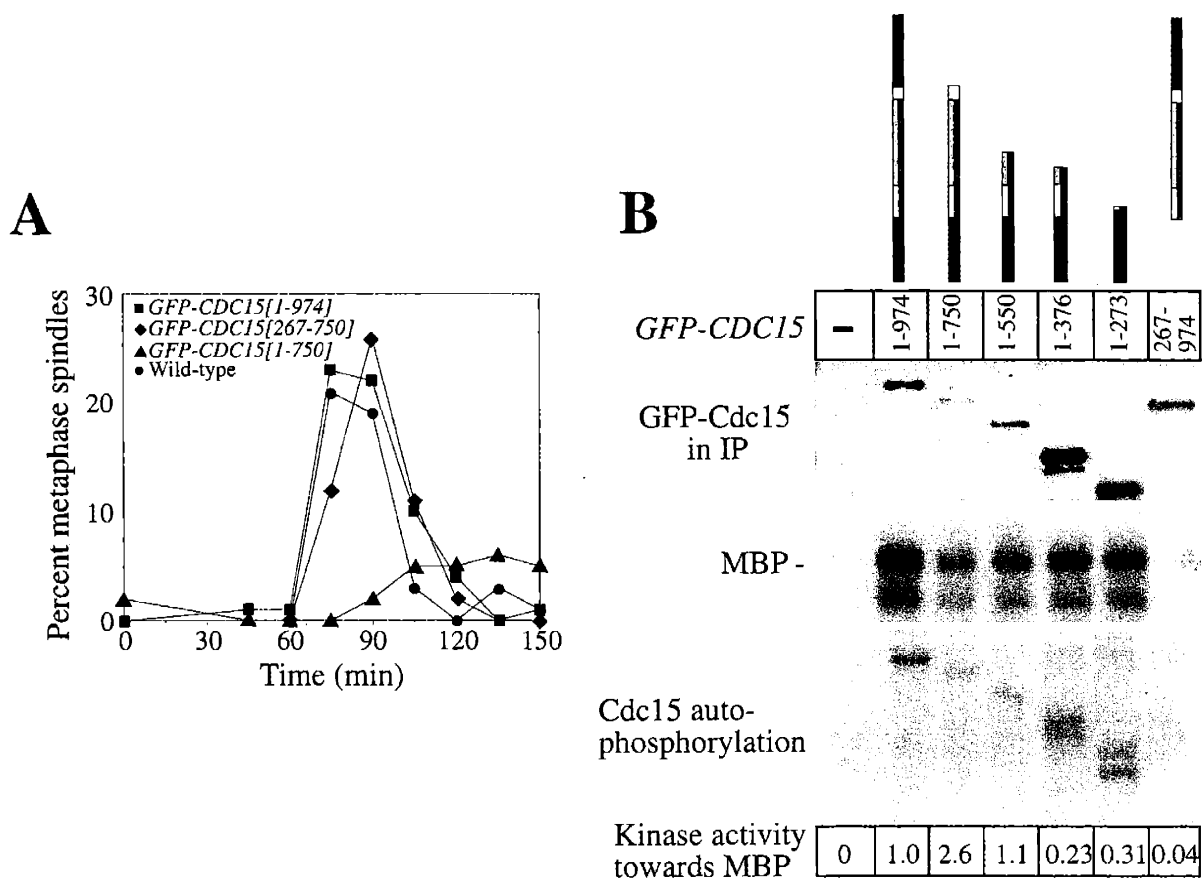 A
30
20
10
0
Percent metaphase spindles
GFP-CDC15[1-974]
GFP-CDC15[267-750]
GFP-CDC15[1-750]
Wild-type
0 30 60 90 120 150
Time (min)
B
GFP-CDC15 - 1-974 1-750 1-550 1-376 1-273 267-974
GFP-Cdc15
in IP
MBP -
Cdc15 auto-
phosphorylation
Kinase activity
towards MBP
0 1.0 2.6 1.1 0.23 0.31 0.04